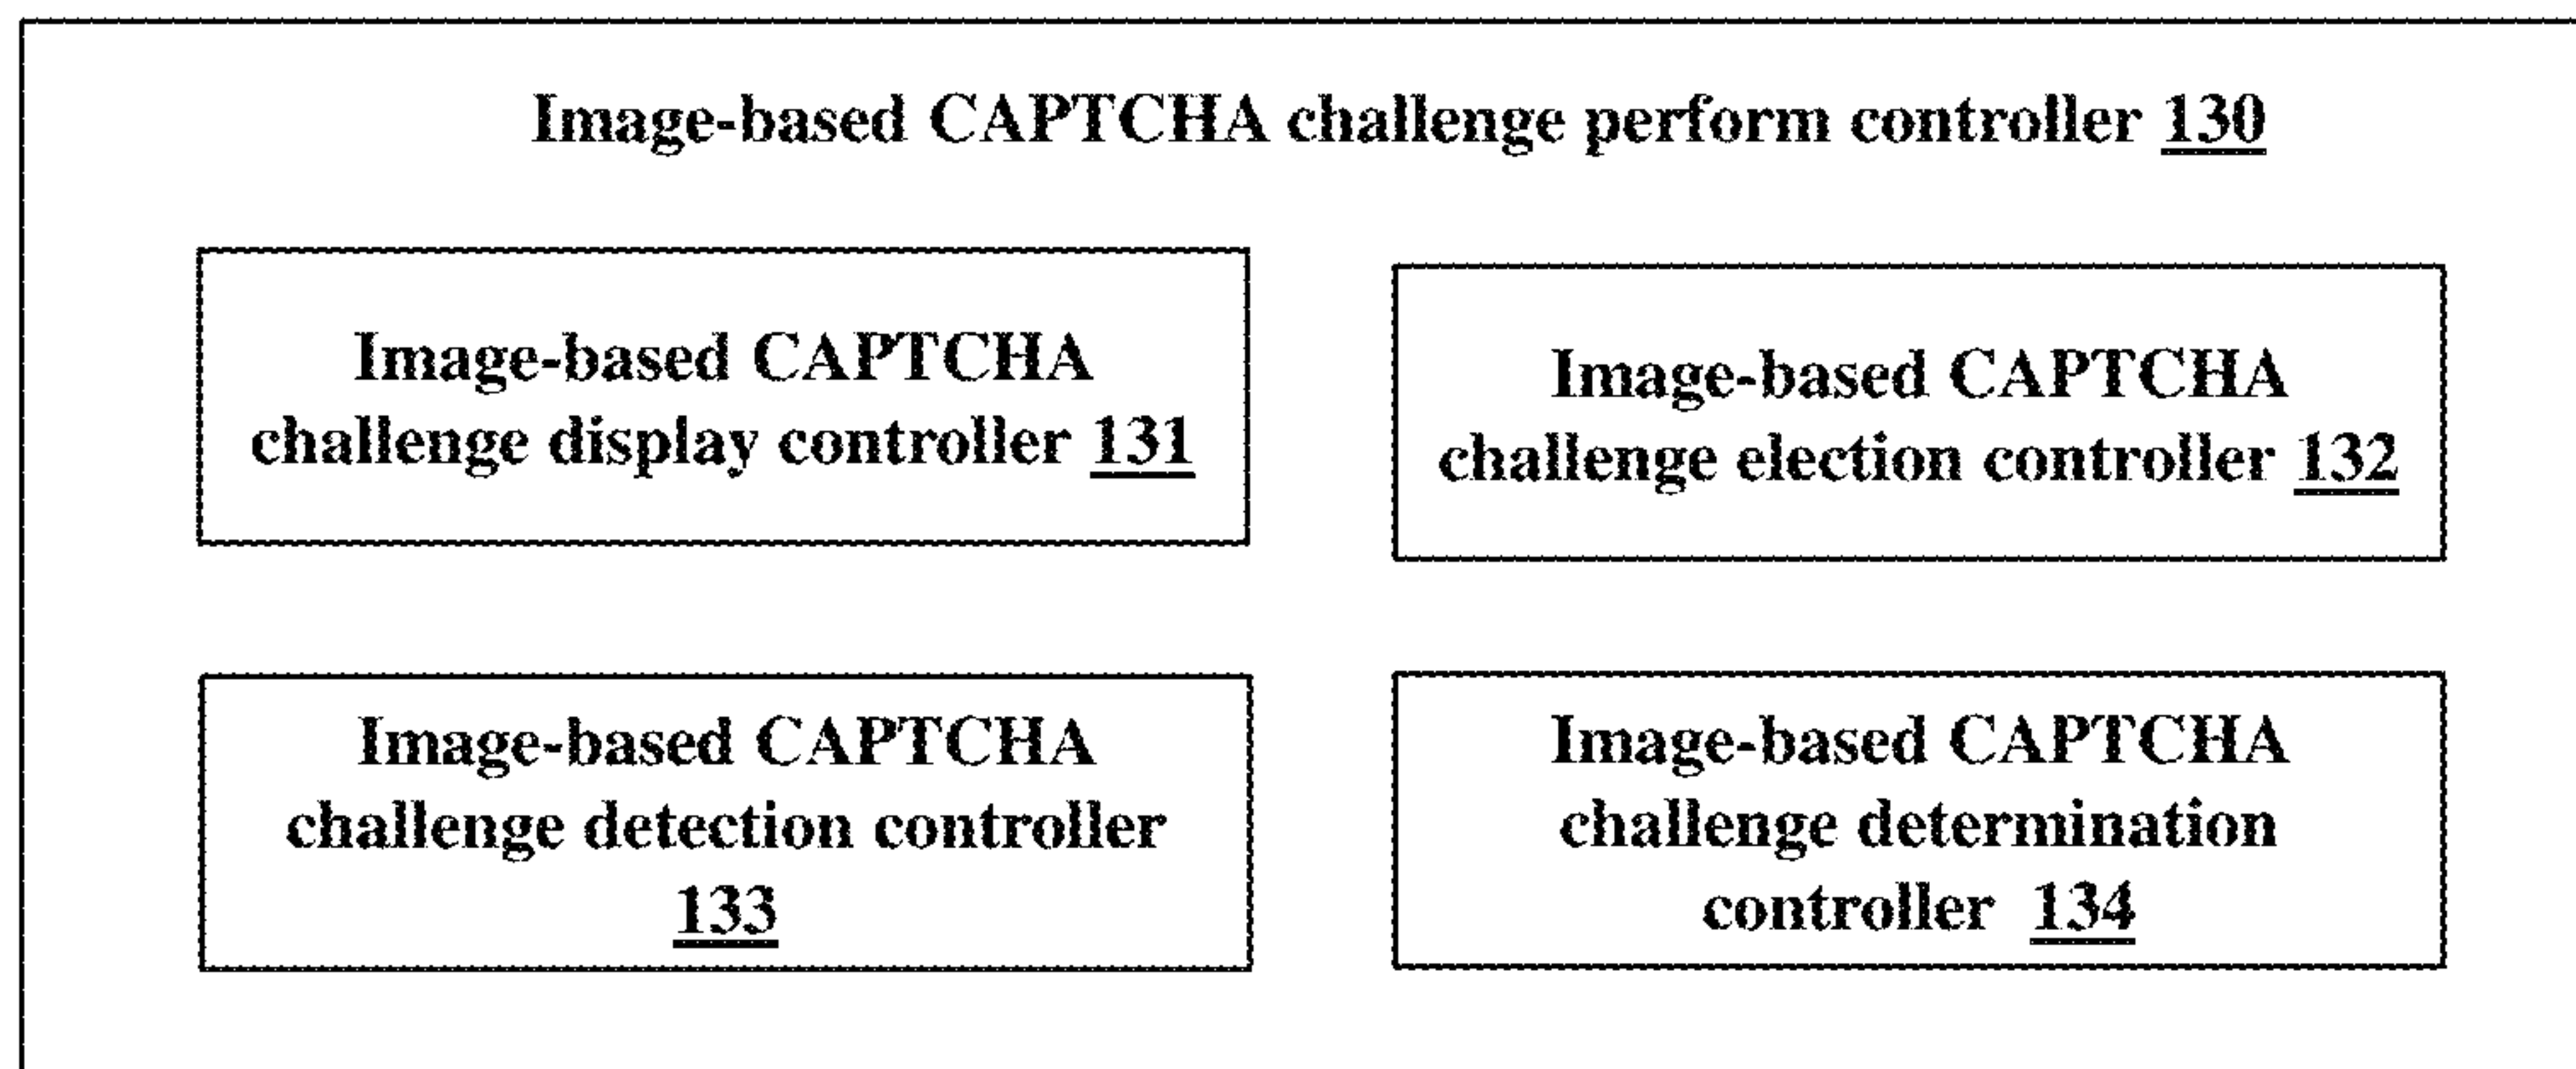 Image-based CAPTCHA challenge perform controller 130
Image-based CAPTCHA
challenge display controller 131
Image-based CAPTCHA
challenge election controller 132
Image-based CAPTCHA
challenge detection controller
133
Image-based CAPTCHA
challenge determination
controller 134